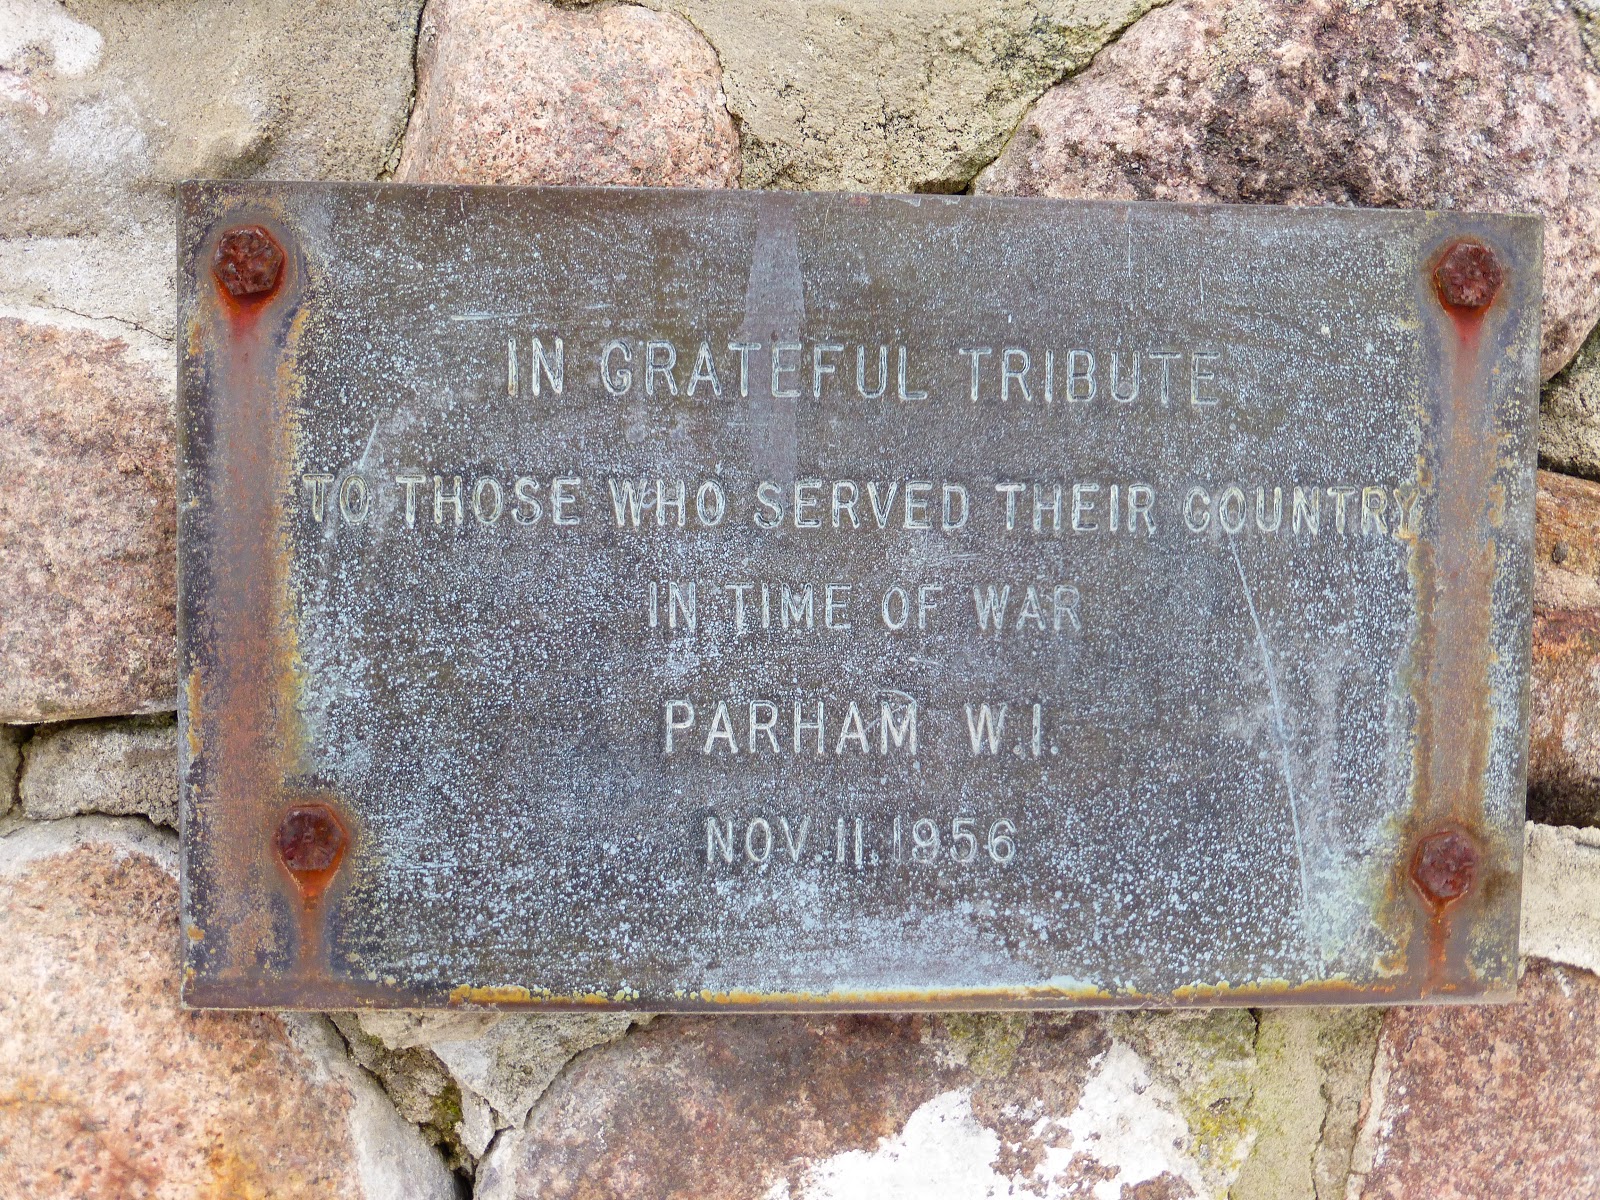 IN GRATEFUL TRIBUTE
TO THOSE WHO SERVED THEIR COUNTRY
IN TIME OF WAR
PARHAM W.I.
NOV. 11. 1956